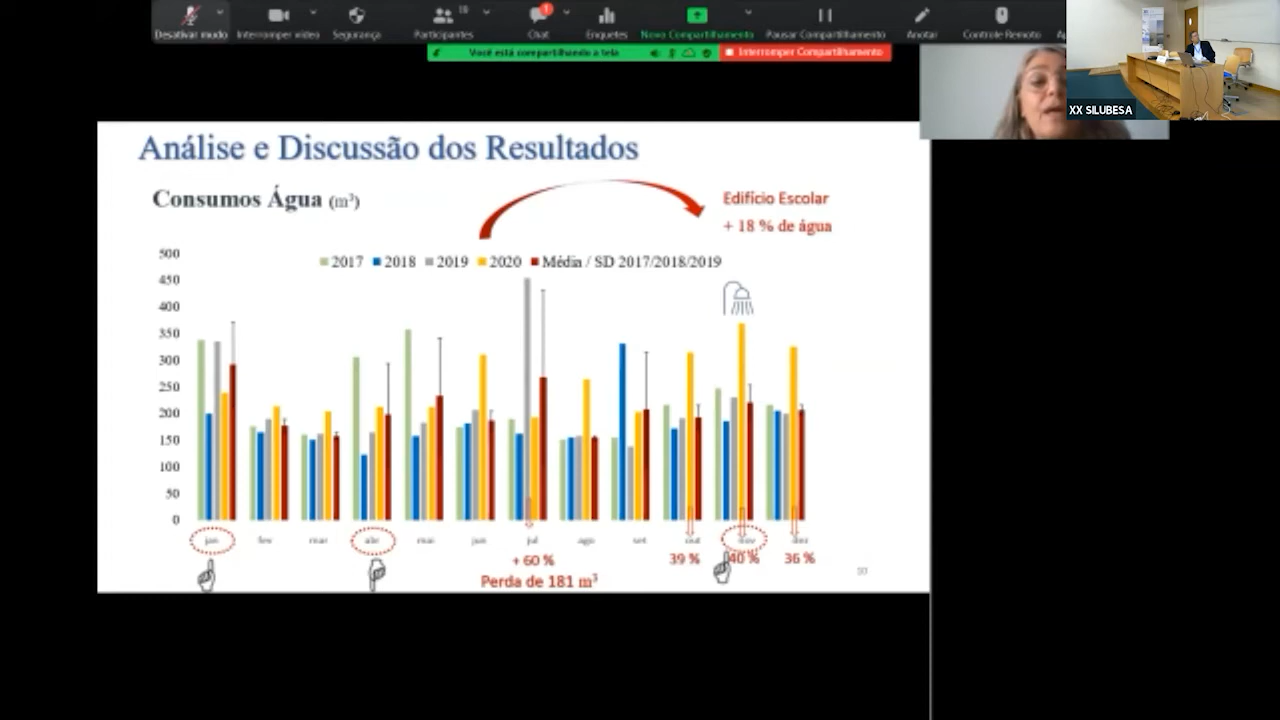 Desativar mudo
Interromper vídeo
Segurança
Participantes
19
Chat
1
Enquetes
Novo Compartilhamento
Pausar Compartilhamento
Anotar
Controle Remoto
Você está compartilhando a tela
Interromper Compartilhamento
XX SILUBESA
Análise e Discussão dos Resultados
Consumos Água (m³)
Edifício Escolar
+ 18 % de água
2017 2018 2019 2020 Média / SD 2017/2018/2019
500
450
400
350
300
250
200
150
100
50
0
jan fev mar abr mai jun jul ago set out nov dez
+ 60 %
39 % 40 % 36 %
Perda de 181 m³
10